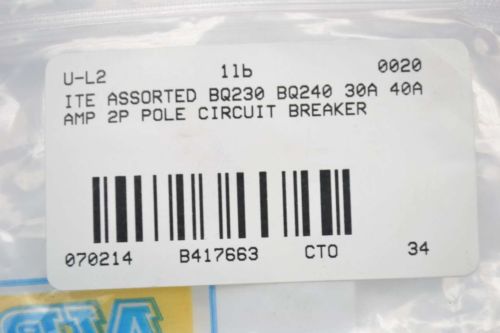 U-L2 1lb 0020
ITE ASSORTED BQ230 BQ240 30A 40A
AMP 2P POLE CIRCUIT BREAKER
070214 B417663 CTO 34